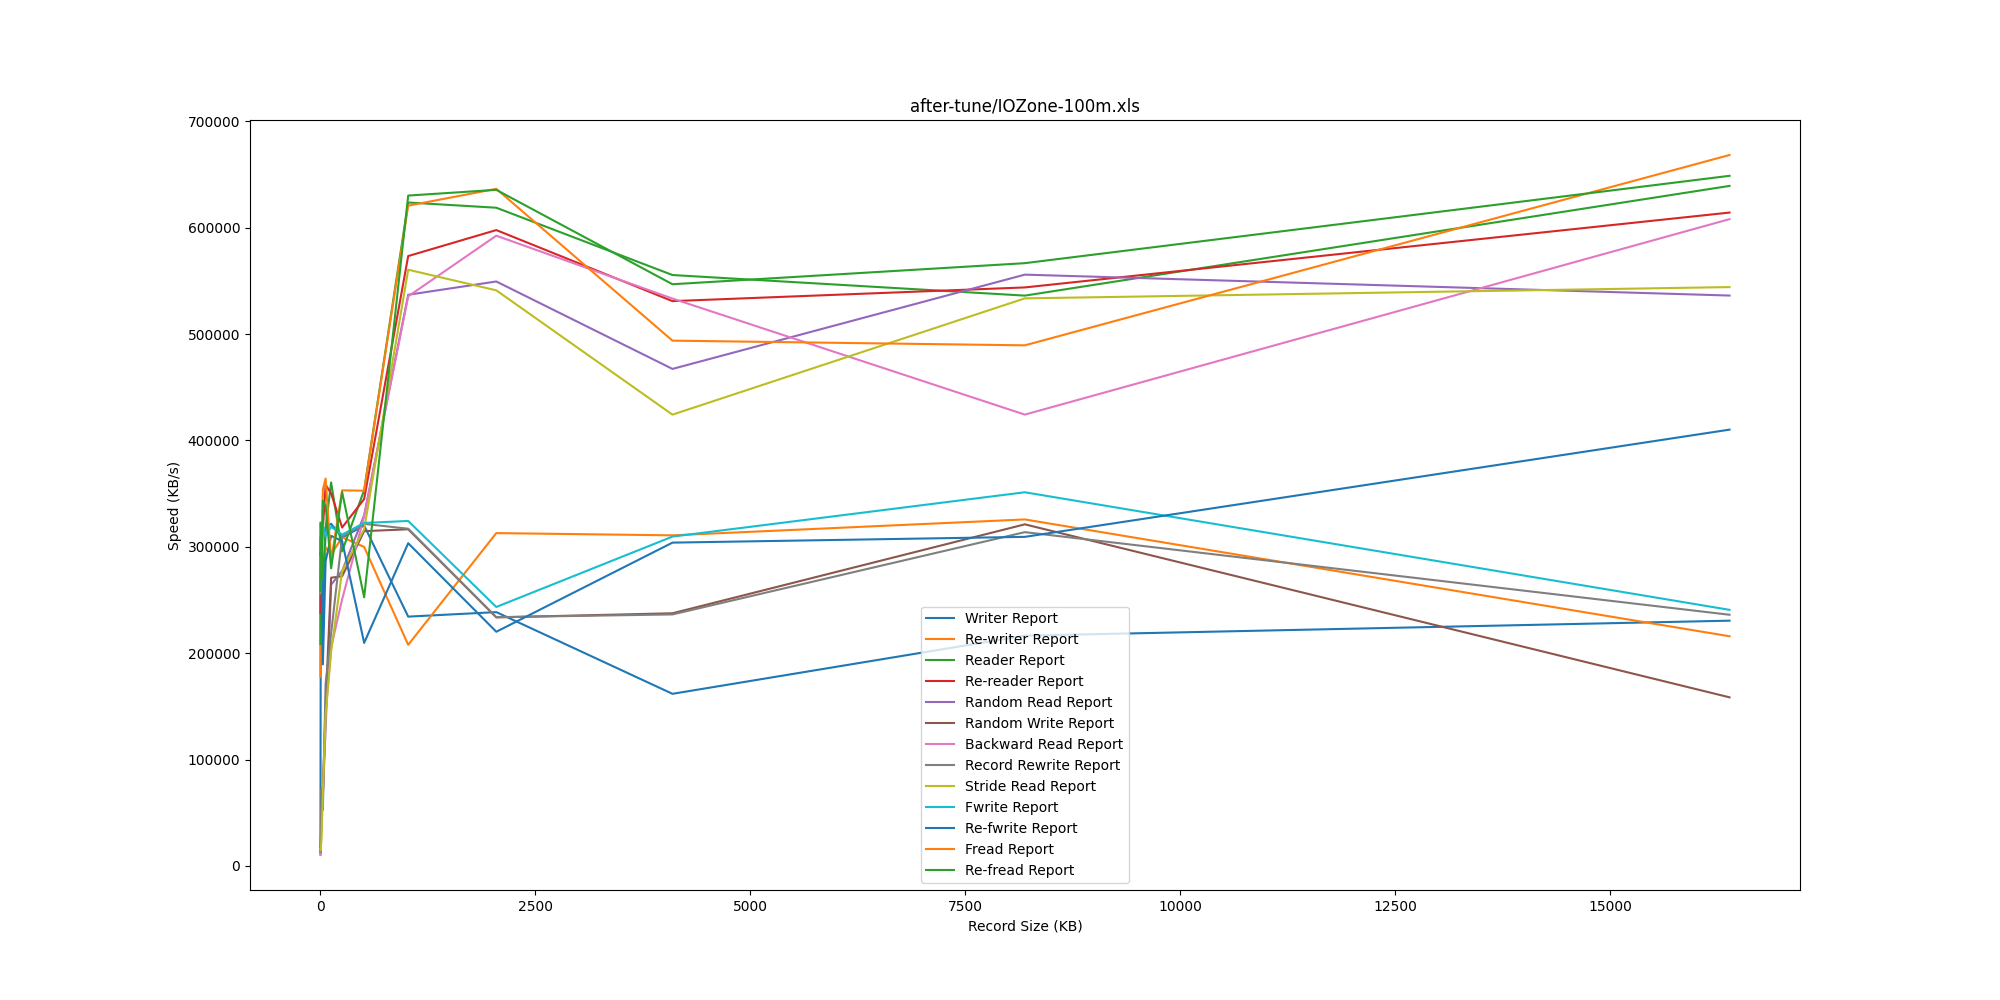 after-tune/IOZone-100m.xls
700000
600000
500000
400000
300000
200000
100000
0
Speed (KB/s)
Writer Report
Re-writer Report
Reader Report
Re-reader Report
Random Read Report
Random Write Report
Backward Read Report
Record Rewrite Report
Stride Read Report
Fwrite Report
Re-fwrite Report
Fread Report
Re-fread Report
0 2500 5000 7500 10000 12500 15000
Record Size (KB)